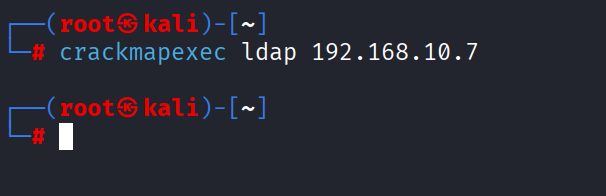 ┌──(root㉿kali)-[~]
└─# crackmapexec ldap 192.168.10.7
┌──(root㉿kali)-[~]
└─#